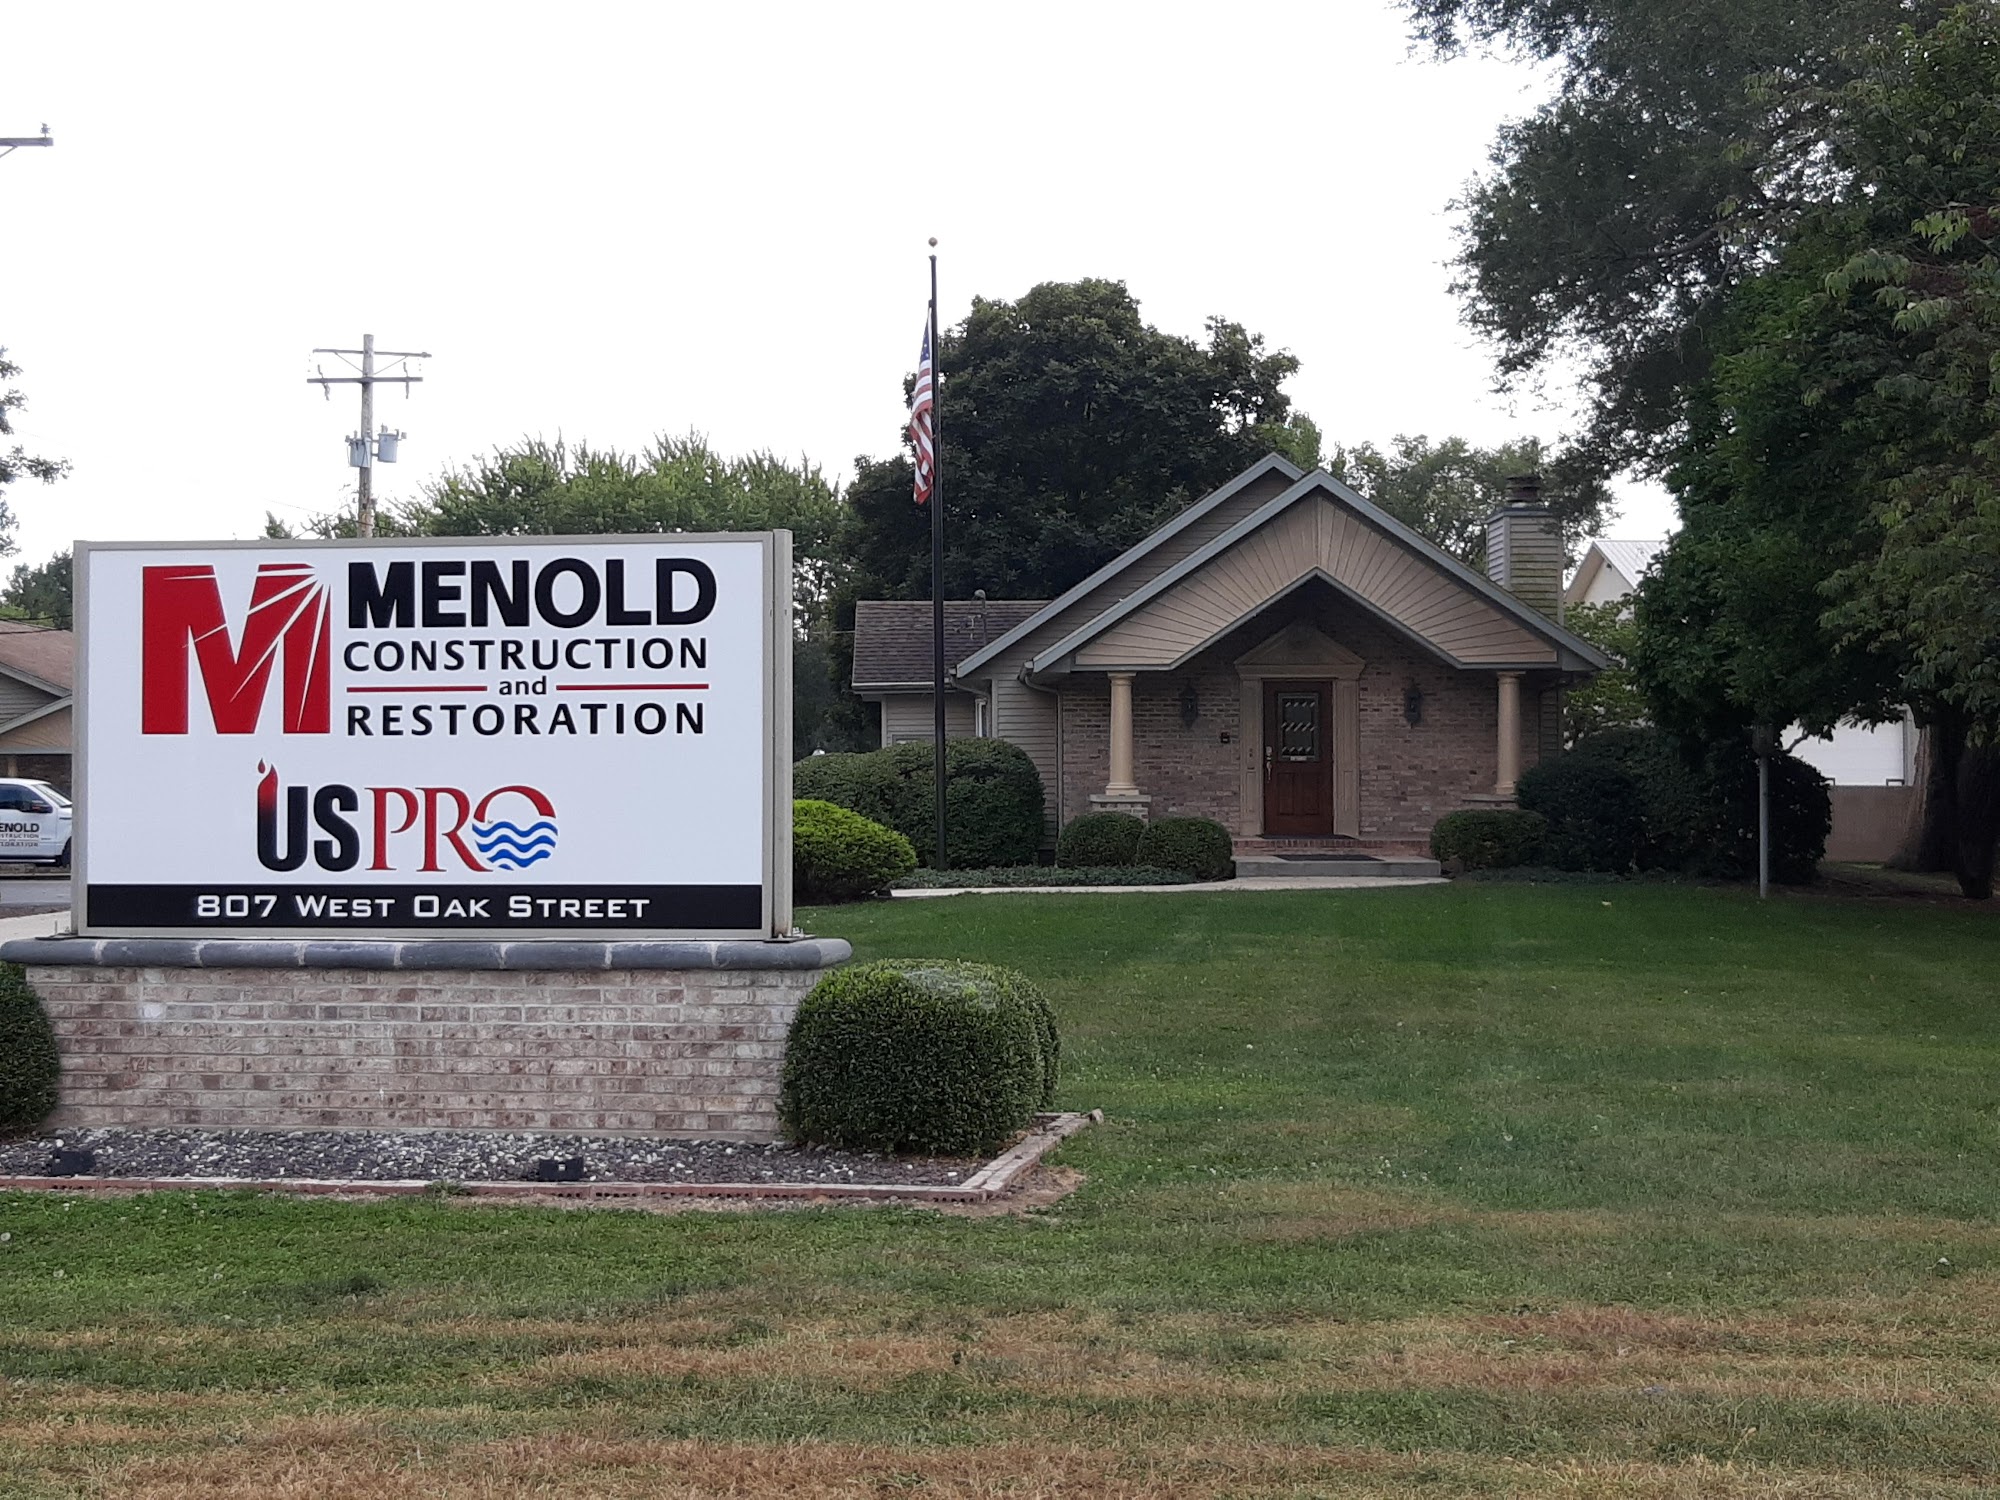 M MENOLD
CONSTRUCTION
and
RESTORATION
USPRO
807 WEST OAK STREET